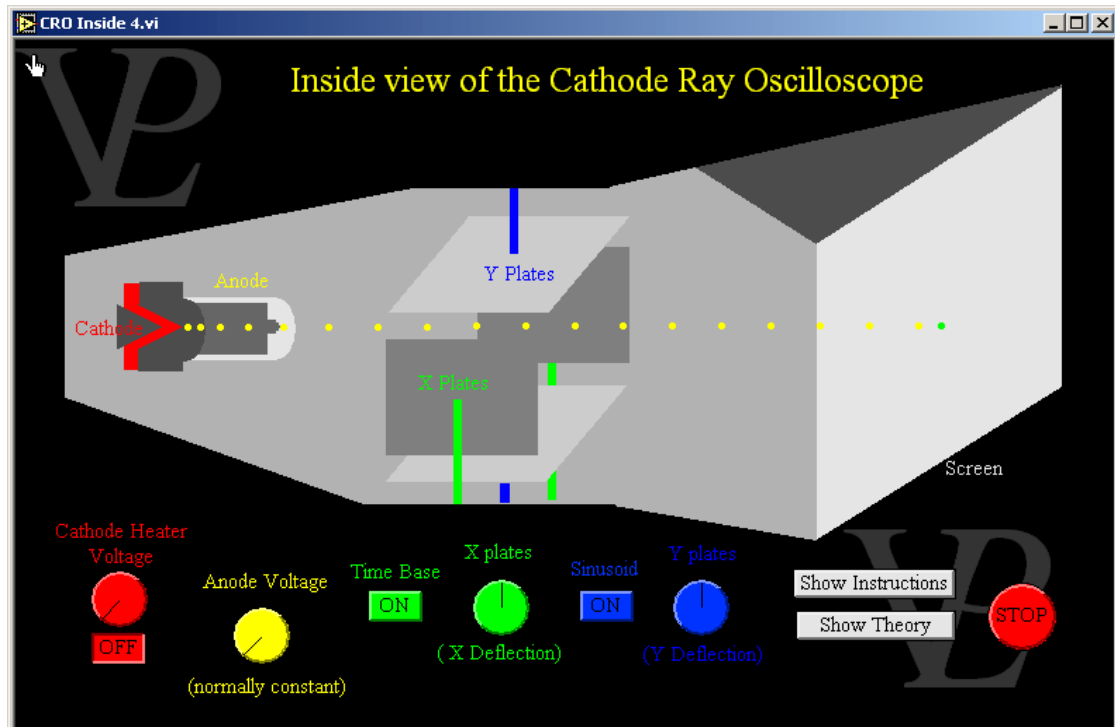 CRO Inside 4.vi
VPL
Inside view of the Cathode Ray Oscilloscope
Anode
Y Plates
Cathode
X Plates
Screen
Cathode Heater
Voltage
OFF
Anode Voltage
(normally constant)
Time Base
ON
X plates
( X Deflection)
Sinusoid
ON
Y plates
(Y Deflection)
Show Instructions
Show Theory
STOP
VPL